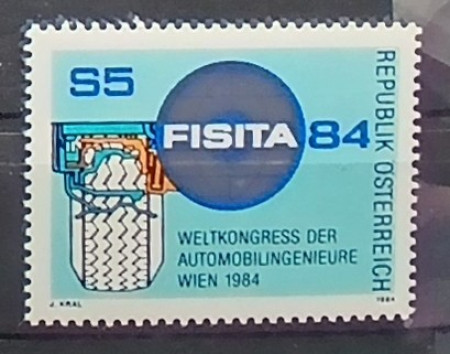 S5
FISITA 84
REPUBLIK ÖSTERREICH
WELTKONGRESS DER
AUTOMOBILINGENIEURE
WIEN 1984
J. KRAL
1984